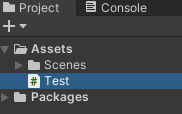 Project Console
+
Assets
Scenes
# Test
Packages